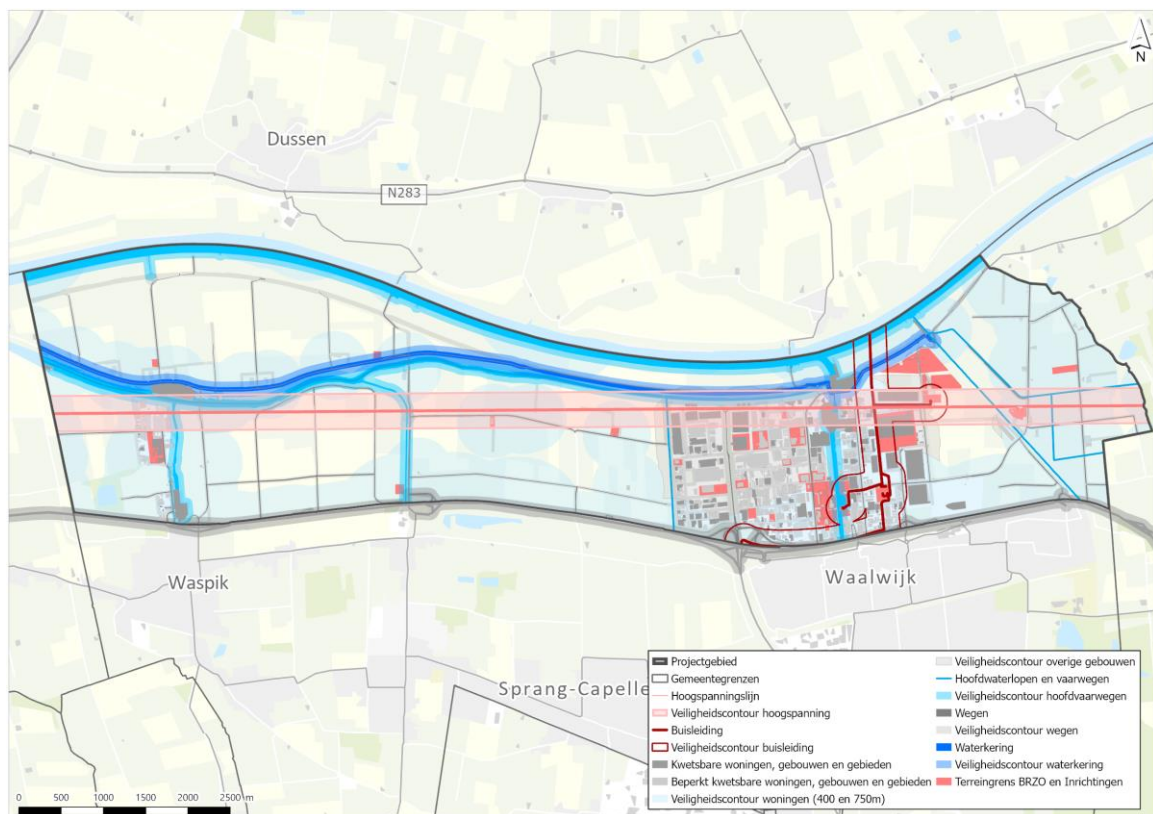 N
Dussen
N283
Waspik
Waalwijk
Sprang-Capelle
Projectgebied
Gemeentegrenzen
Hoogspanningslijn
Veiligheidscontour hoogspanning
Buisleiding
Veiligheidscontour buisleiding
Kwetsbare woningen, gebouwen en gebieden
Beperkt kwetsbare woningen, gebouwen en gebieden
Veiligheidscontour woningen (400 en 750m)
Veiligheidscontour overige gebouwen
Hoofdwaterlopen en vaarwegen
Veiligheidscontour hoofdvaarwegen
Wegen
Veiligheidscontour wegen
Waterkering
Veiligheidscontour waterkering
Terreingrens BRZO en Inrichtingen
0 500 1000 1500 2000 2500 m